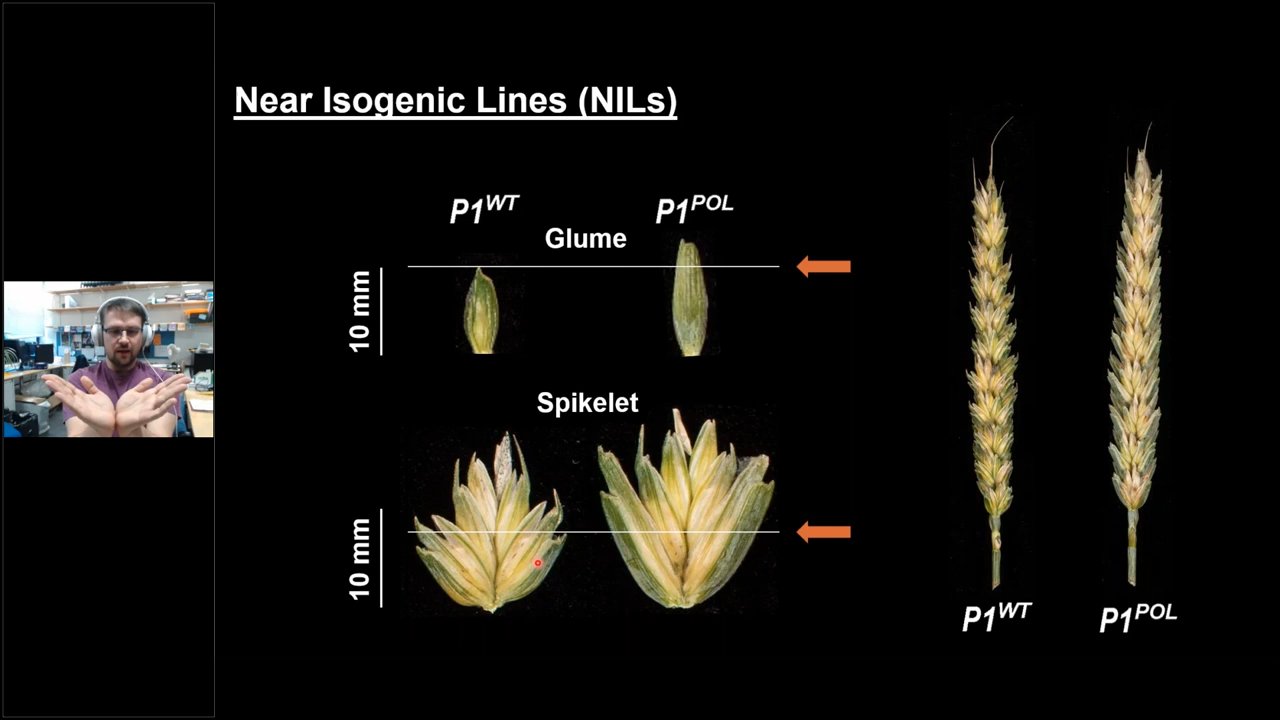 Near Isogenic Lines (NILs)
P1^WT P1^POL
Glume
10 mm
Spikelet
10 mm
P1^WT P1^POL